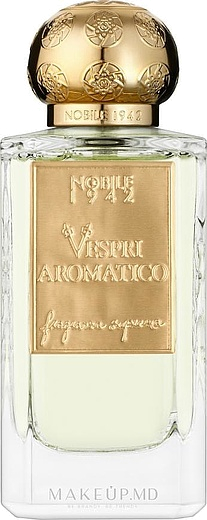 NOBILE 1942
NOBILE
1942
VESPRI
AROMATICO
fragranza suprema
MAKEUP.MD